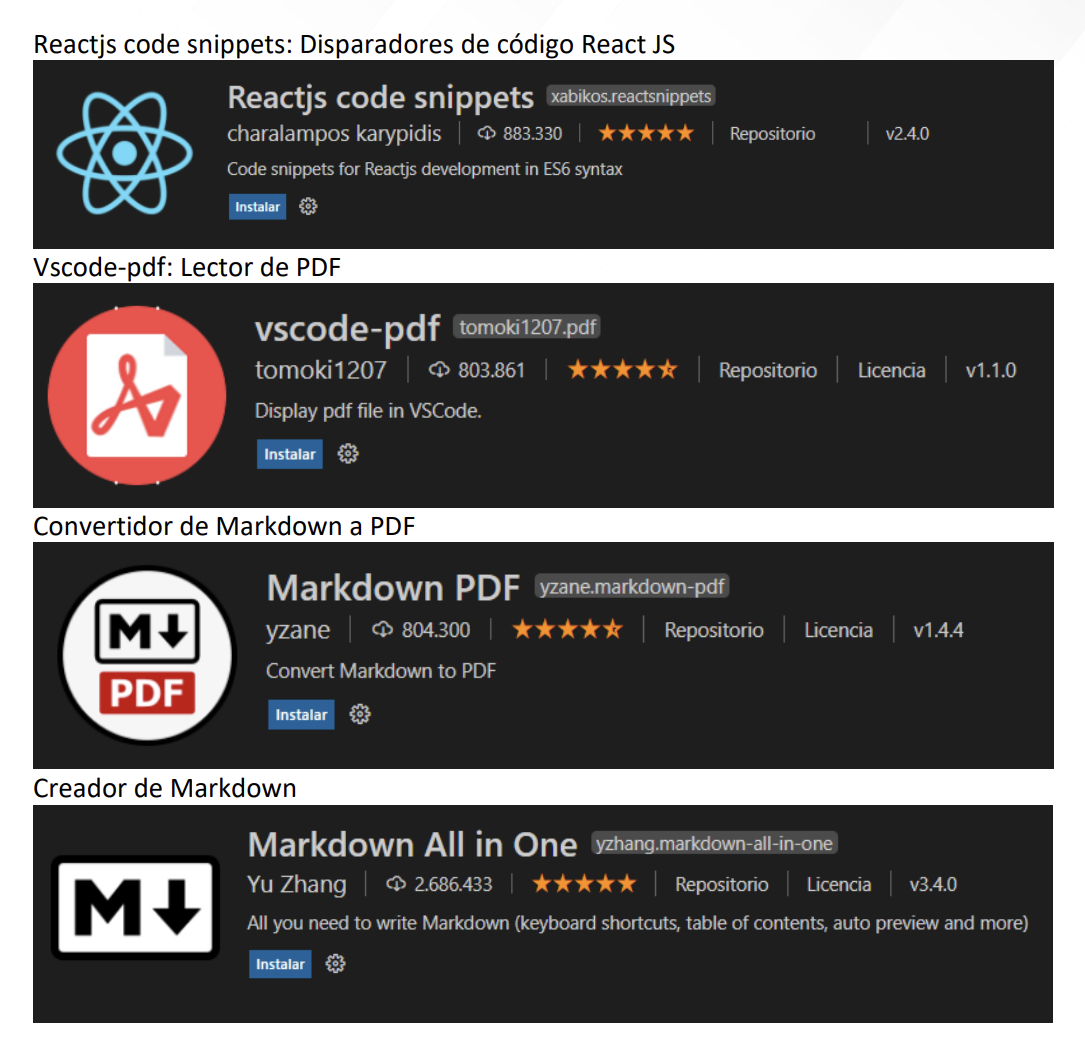 Reactjs code snippets: Disparadores de código React JS
Reactjs code snippets xabikos.reactsnippets
charalampos karypidis 883.330 Repositorio v2.4.0
Code snippets for Reactjs development in ES6 syntax
Instalar
Vscode-pdf: Lector de PDF
vscode-pdf tomoki1207.pdf
tomoki1207 803.861 Repositorio Licencia v1.1.0
Display pdf file in VSCode.
Instalar
Convertidor de Markdown a PDF
M PDF
Markdown PDF yzane.markdown-pdf
yzane 804.300 Repositorio Licencia v1.4.4
Convert Markdown to PDF
Instalar
Creador de Markdown
M
Markdown All in One yzhang.markdown-all-in-one
Yu Zhang 2.686.433 Repositorio Licencia v3.4.0
All you need to write Markdown (keyboard shortcuts, table of contents, auto preview and more)
Instalar